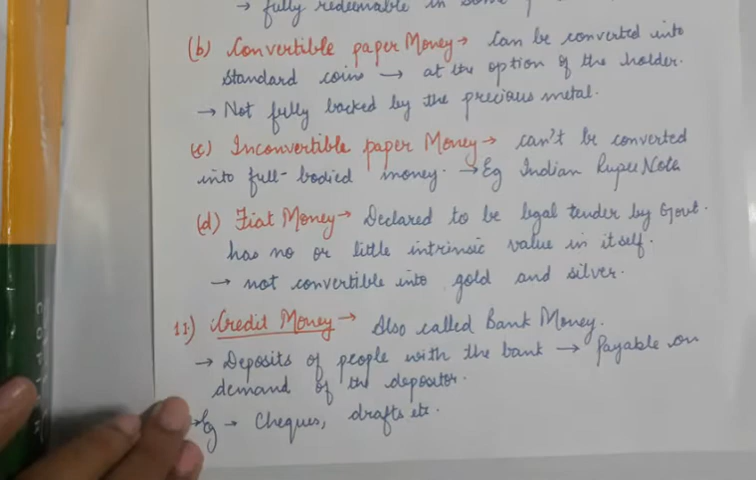 → fully redeemable in some
(b) Convertible paper Money → Can be converted into
standard coins → at the option of the holder.
→ Not fully backed by the precious metal.
(c) Inconvertible paper Money → can't be converted
into full-bodied money. → Eg Indian Rupee Note
(d) Fiat Money → Declared to be legal tender by Govt.
has no or little intrinsic value in itself.
→ not convertible into gold and silver.
II) Credit Money → Also called Bank Money.
→ Deposits of people with the bank → Payable on
demand of the depositor.
→ Eg → Cheques, drafts etc.